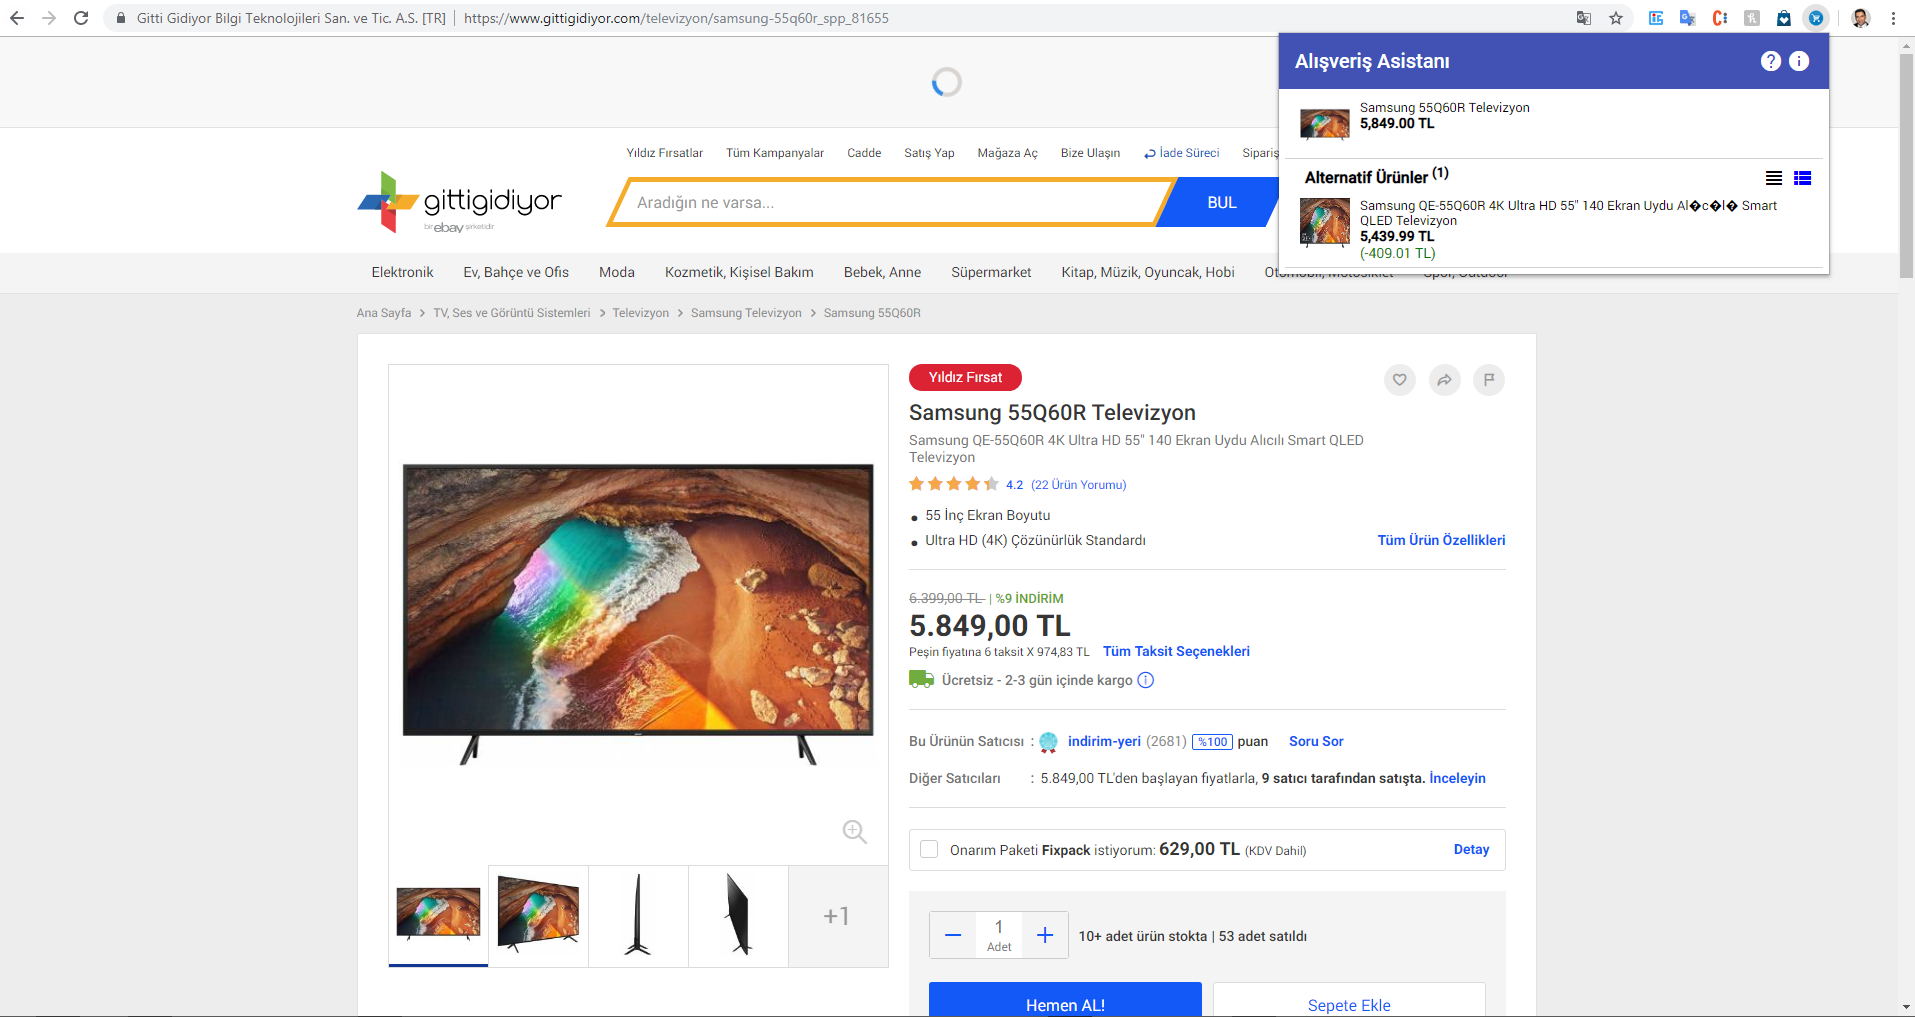 Gitti Gidiyor Bilgi Teknolojileri San. ve Tic. A.S. [TR] | https://www.gittigidiyor.com/televizyon/samsung-55q60r_spp_81655
Alışveriş Asistanı
Samsung 55Q60R Televizyon
5,849.00 TL
Alternatif Ürünler (1)
Samsung QE-55Q60R 4K Ultra HD 55" 140 Ekran Uydu Al�c�l� Smart
QLED Televizyon
5,439.99 TL
(-409.01 TL)
Yıldız Fırsatlar Tüm Kampanyalar Cadde Satış Yap Mağaza Aç Bize Ulaşın İade Süreci Sipariş
gittigidiyor
bir ebay şirketidir
Aradığın ne varsa...
BUL
Elektronik Ev, Bahçe ve Ofis Moda Kozmetik, Kişisel Bakım Bebek, Anne Süpermarket Kitap, Müzik, Oyuncak, Hobi Otomobil, Motosiklet Spor, Outdoor
Ana Sayfa > TV, Ses ve Görüntü Sistemleri > Televizyon > Samsung Televizyon > Samsung 55Q60R
Yıldız Fırsat
Samsung 55Q60R Televizyon
Samsung QE-55Q60R 4K Ultra HD 55" 140 Ekran Uydu Alıcılı Smart QLED
Televizyon
4.2 (22 Ürün Yorumu)
• 55 İnç Ekran Boyutu
• Ultra HD (4K) Çözünürlük Standardı
Tüm Ürün Özellikleri
6.399,00 TL | %9 İNDİRİM
5.849,00 TL
Peşin fiyatına 6 taksit X 974,83 TL Tüm Taksit Seçenekleri
Ücretsiz - 2-3 gün içinde kargo
Bu Ürünün Satıcısı : indirim-yeri (2681) %100 puan Soru Sor
Diğer Satıcıları : 5.849,00 TL'den başlayan fiyatlarla, 9 satıcı tarafından satışta. İnceleyin
Onarım Paketi Fixpack istiyorum: 629,00 TL (KDV Dahil) Detay
+1
1
Adet
10+ adet ürün stokta | 53 adet satıldı
Hemen AL!
Sepete Ekle